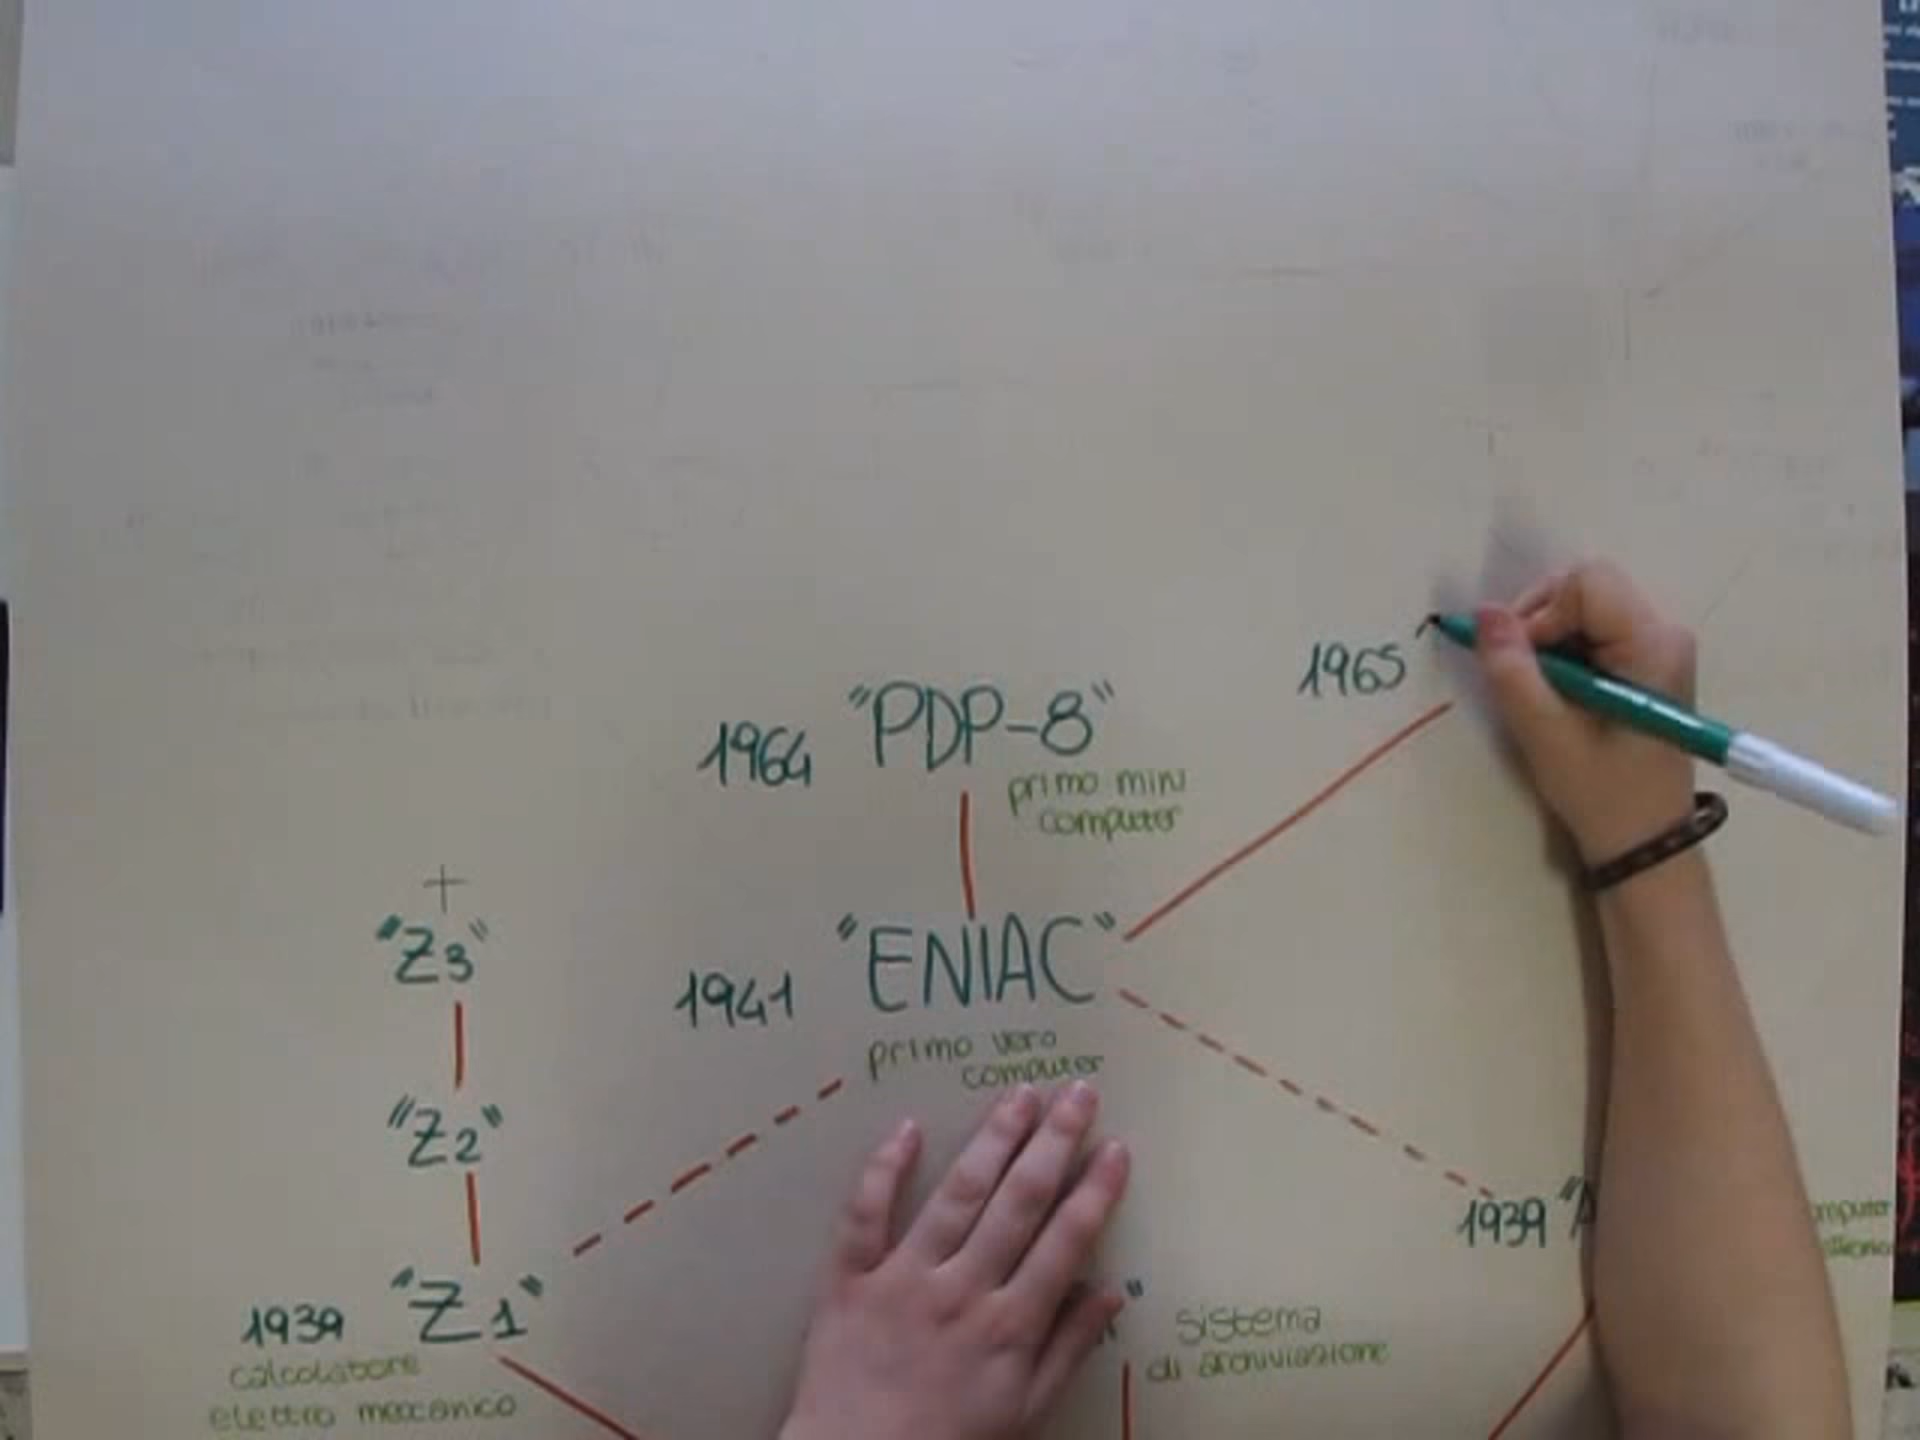 1965 "
1964 "PDP-8"
primo mini
computer
"Z3"
1941 "ENIAC"
primo vero
computer
"Z2"
1939 "A
1939 "Z1"
calcolatore
elettro meccanico
sistema
di archiviazione